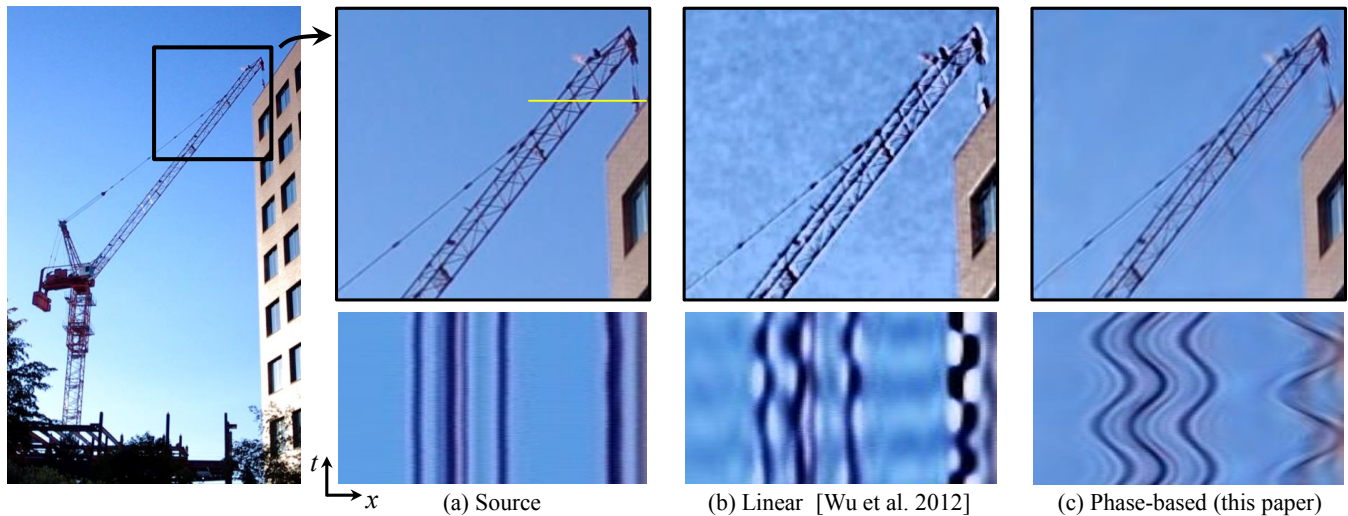 t
x
(a) Source
(b) Linear [Wu et al. 2012]
(c) Phase-based (this paper)